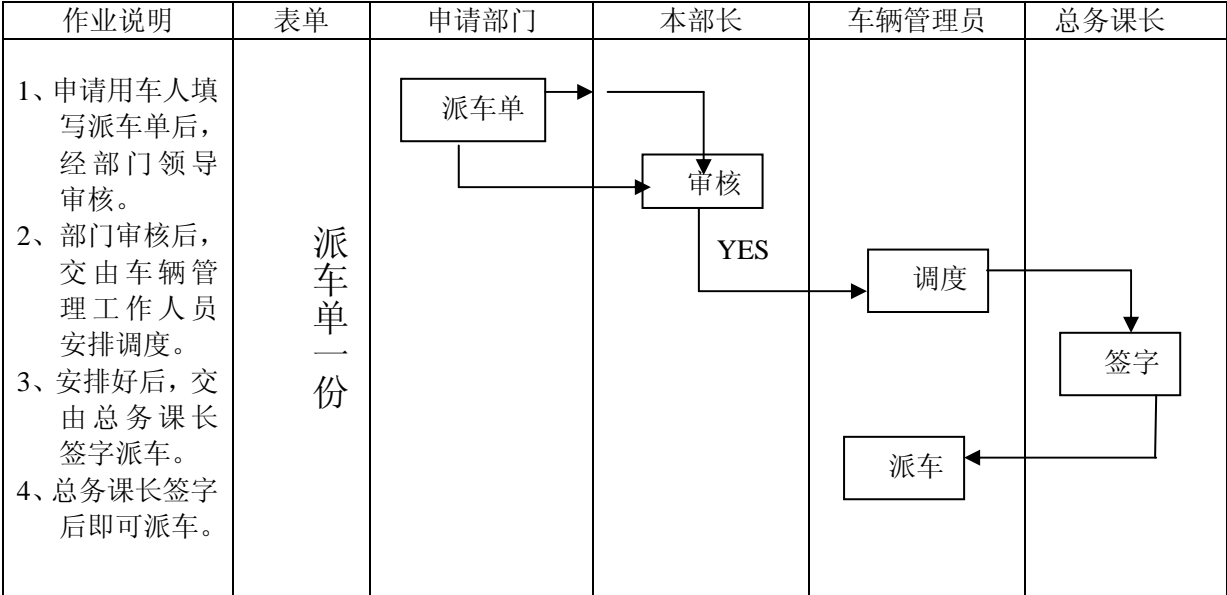 作业说明 表单 申请部门 本部长 车辆管理员 总务课长
1、申请用车人填
写派车单后，
经部门领导
审核。
2、部门审核后，
交由车辆管
理工作人员
安排调度。
3、安排好后，交
由总务课长
签字派车。
4、总务课长签字
后即可派车。
派车单一份
派车单
审核
YES
调度
签字
派车